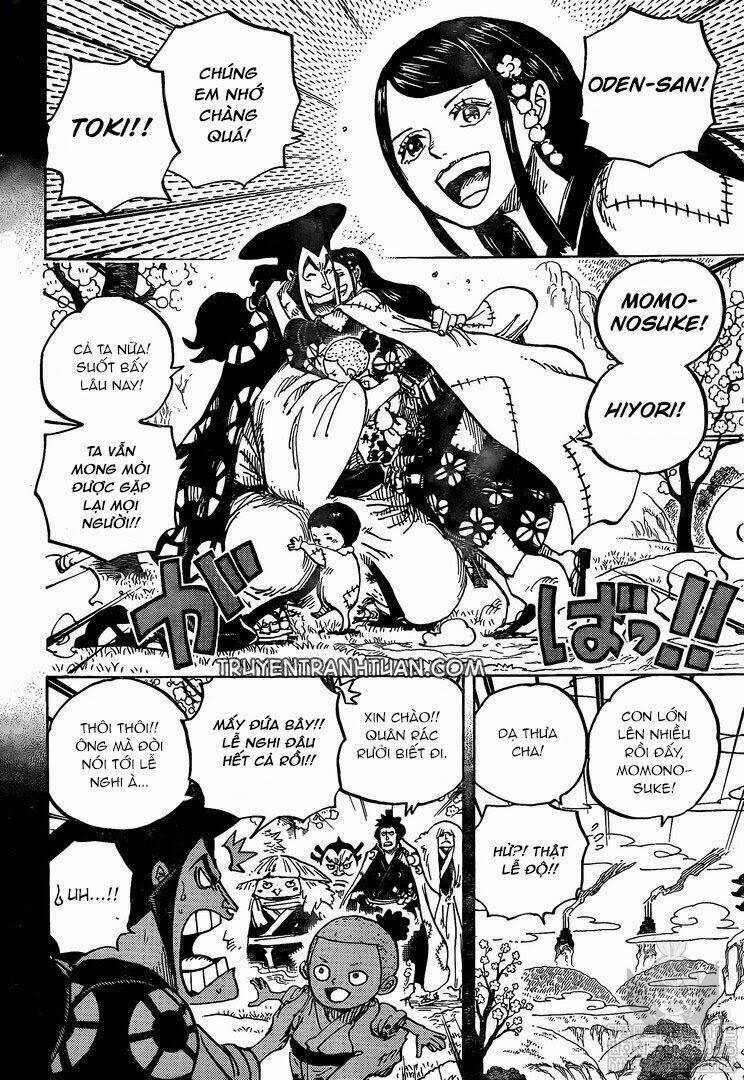 ODEN-SAN!
CHÚNG
EM NHỚ
CHÀNG
QUÁ!
TOKI!!
MOMO-
NOSUKE!
HIYORI!
CẢ TA NỮA!
SUỐT BẤY
LÂU NAY!
TA VẪN
MONG MỎI
ĐƯỢC GẶP
LẠI MỌI
NGƯỜI!!
ガ
ばっ!!
TRUYENTRANHTUAN.COM
CON LỚN
LÊN NHIỀU
RỒI ĐẤY,
MOMONO-
SUKE!
DẠ THƯA
CHA!
HỬ?! THẬT
LỄ ĐỘ!!
XIN CHÀO!!
QUÂN RÁC
RƯỞI BIẾT ĐI.
MẤY ĐỨA BÂY!!
LỄ NGHI ĐÂU
HẾT CẢ RỒI!!
THÔI THÔI!!
ÔNG MÀ ĐÒI
NÓI TỚI LỄ
NGHI À...
UH...!!